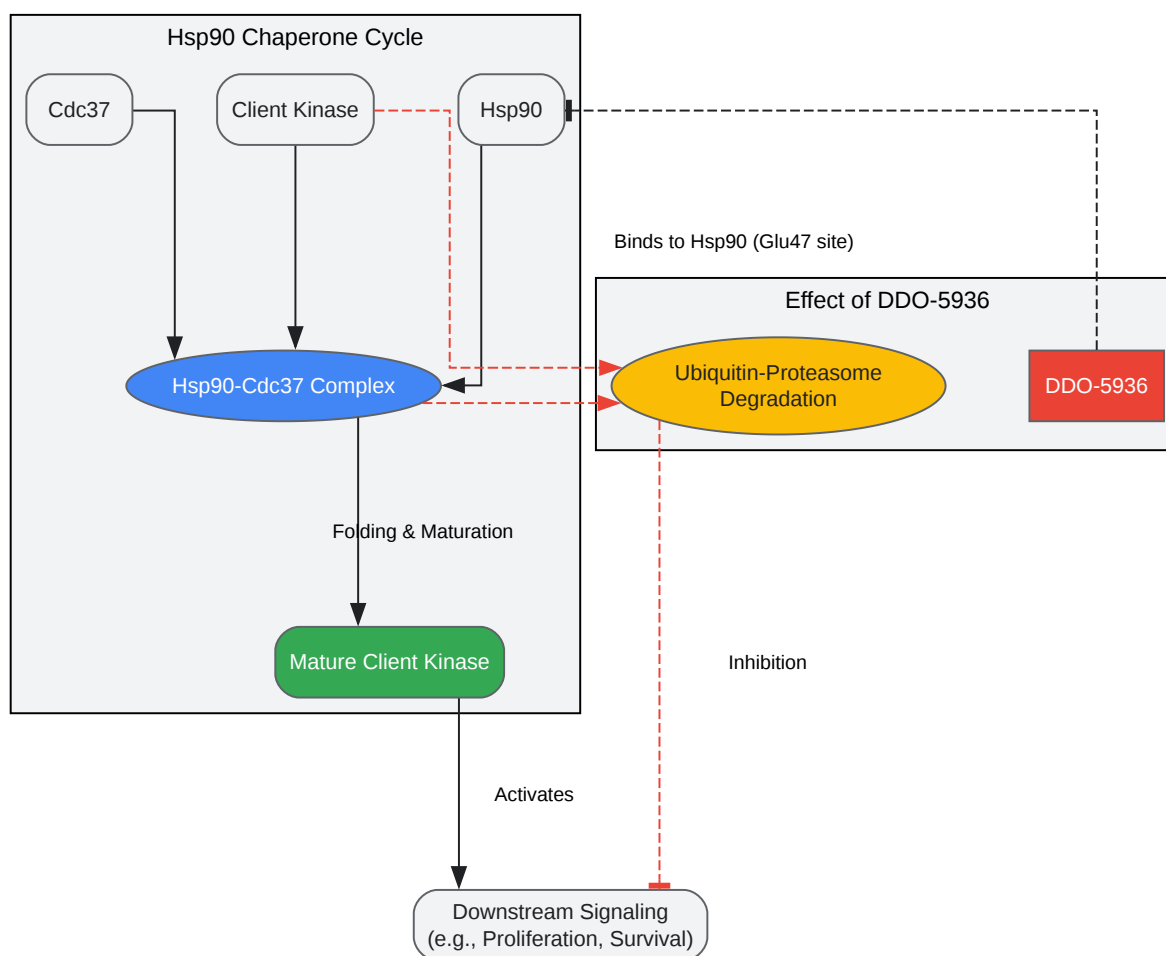 Hsp90 Chaperone Cycle
Cdc37
Client Kinase
Hsp90
Binds to Hsp90 (Glu47 site)
Effect of DDO-5936
Hsp90-Cdc37 Complex
Ubiquitin-Proteasome
Degradation
DDO-5936
Folding & Maturation
Mature Client Kinase
Inhibition
Activates
Downstream Signaling
(e.g., Proliferation, Survival)